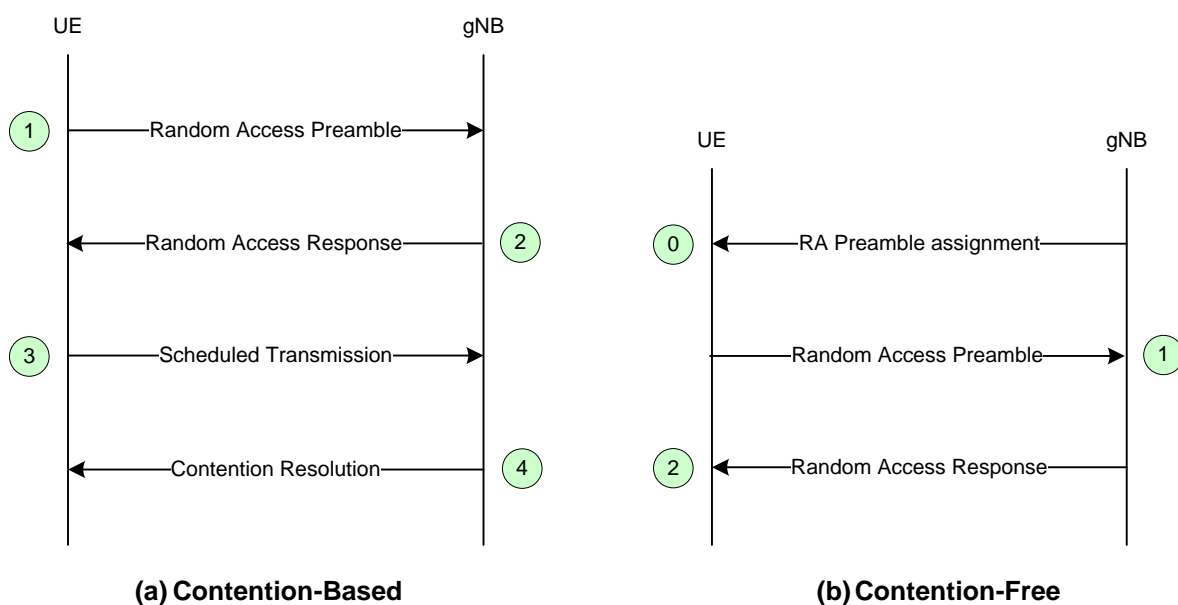 UE
gNB
1
Random Access Preamble
Random Access Response
2
3
Scheduled Transmission
Contention Resolution
4
(a) Contention-Based
UE
gNB
0
RA Preamble assignment
Random Access Preamble
1
2
Random Access Response
(b) Contention-Free